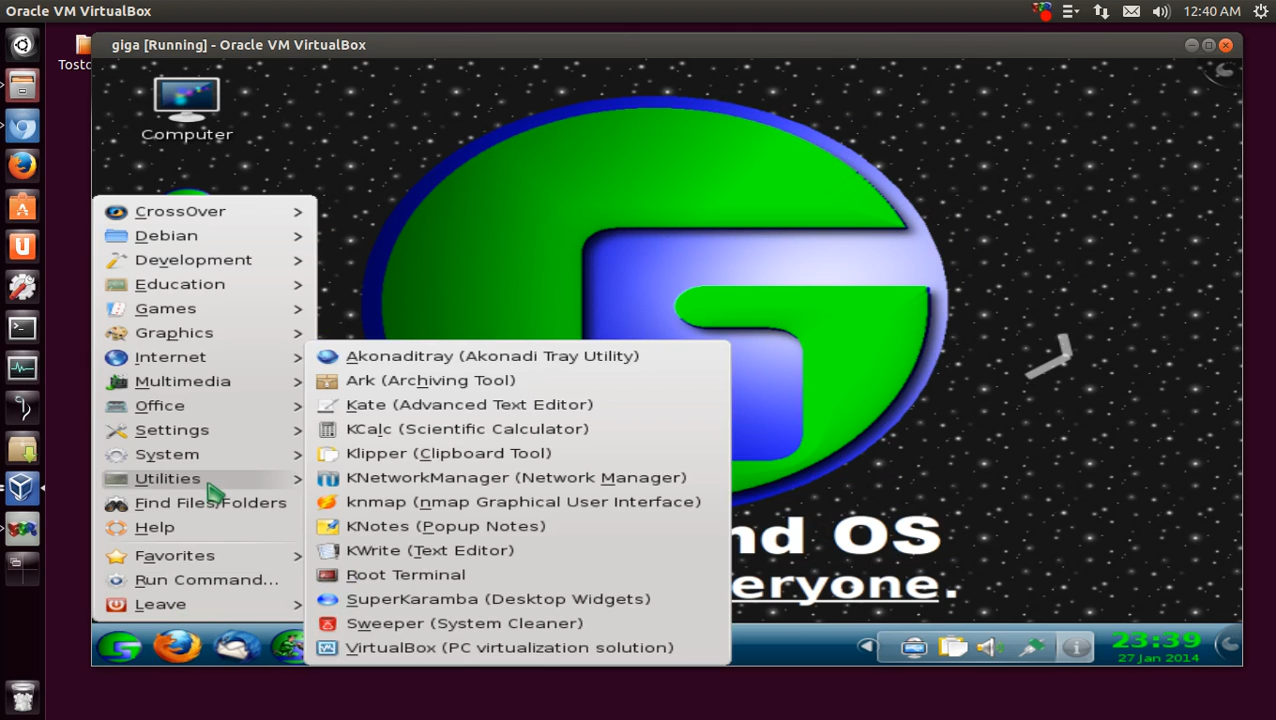 Oracle VM VirtualBox
12:40 AM
Tosto
giga [Running] - Oracle VM VirtualBox
Computer
CrossOver
Debian
Development
Education
Games
Graphics
Internet
Multimedia
Office
Settings
System
Utilities
Find Files/Folders
Help
Favorites
Run Command...
Leave
Akonaditray (Akonadi Tray Utility)
Ark (Archiving Tool)
Kate (Advanced Text Editor)
KCalc (Scientific Calculator)
Klipper (Clipboard Tool)
KNetworkManager (Network Manager)
knmap (nmap Graphical User Interface)
KNotes (Popup Notes)
KWrite (Text Editor)
Root Terminal
SuperKaramba (Desktop Widgets)
Sweeper (System Cleaner)
VirtualBox (PC virtualization solution)
nd OS
eryone.
23:39
27 Jan 2014